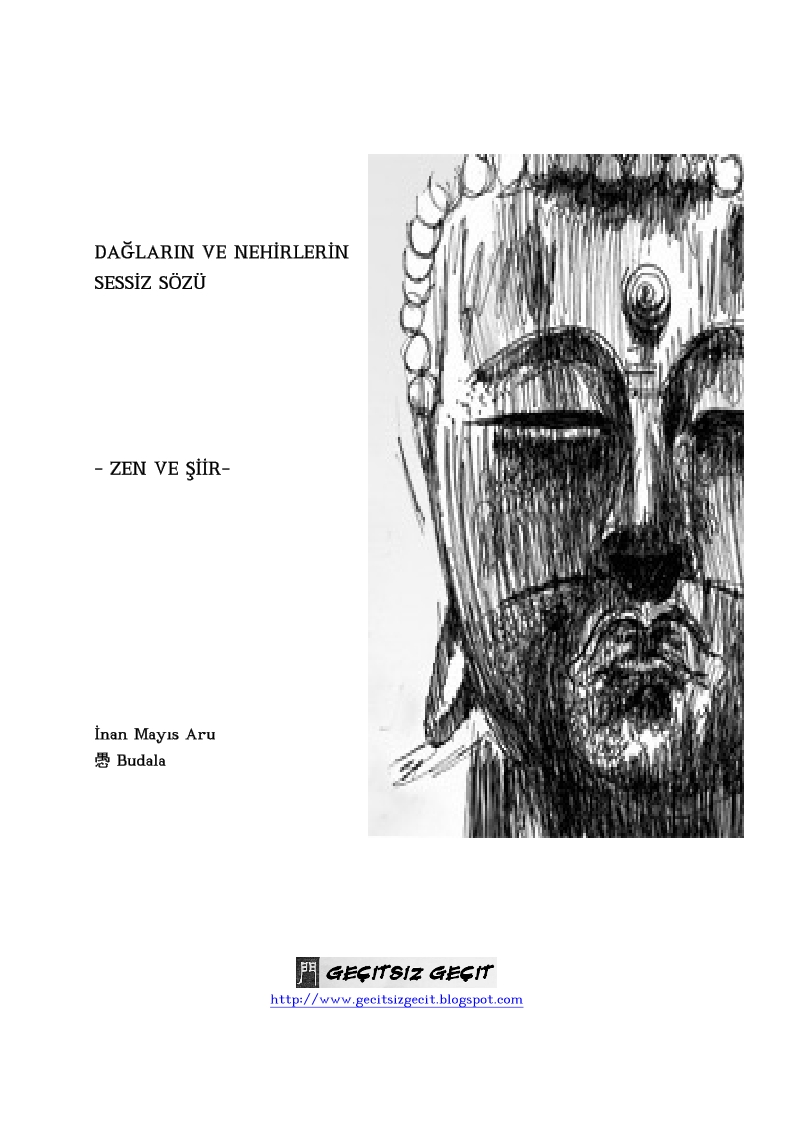 DAĞLARIN VE NEHİRLERİN
SESSİZ SÖZÜ
- ZEN VE ŞİİR-
İnan Mayıs Aru
愚 Budala
門 GEÇİTSİZ GEÇİT
http://www.gecitsizgecit.blogspot.com